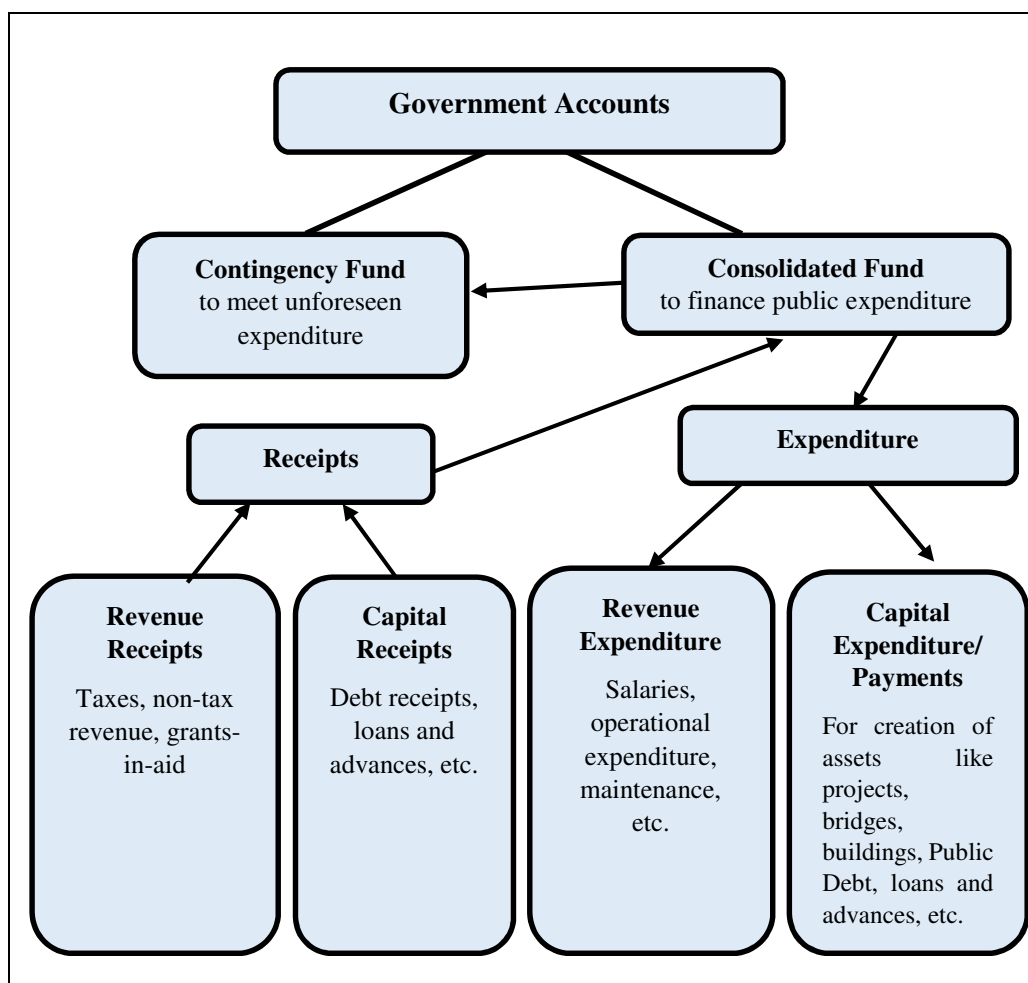 Government Accounts
Contingency Fund
to meet unforeseen
expenditure
Consolidated Fund
to finance public expenditure
Receipts
Expenditure
Revenue
Receipts
Taxes, non-tax
revenue, grants-
in-aid
Capital
Receipts
Debt receipts,
loans and
advances, etc.
Revenue
Expenditure
Salaries,
operational
expenditure,
maintenance,
etc.
Capital
Expenditure/
Payments
For creation of
assets like
projects,
bridges,
buildings, Public
Debt, loans and
advances, etc.